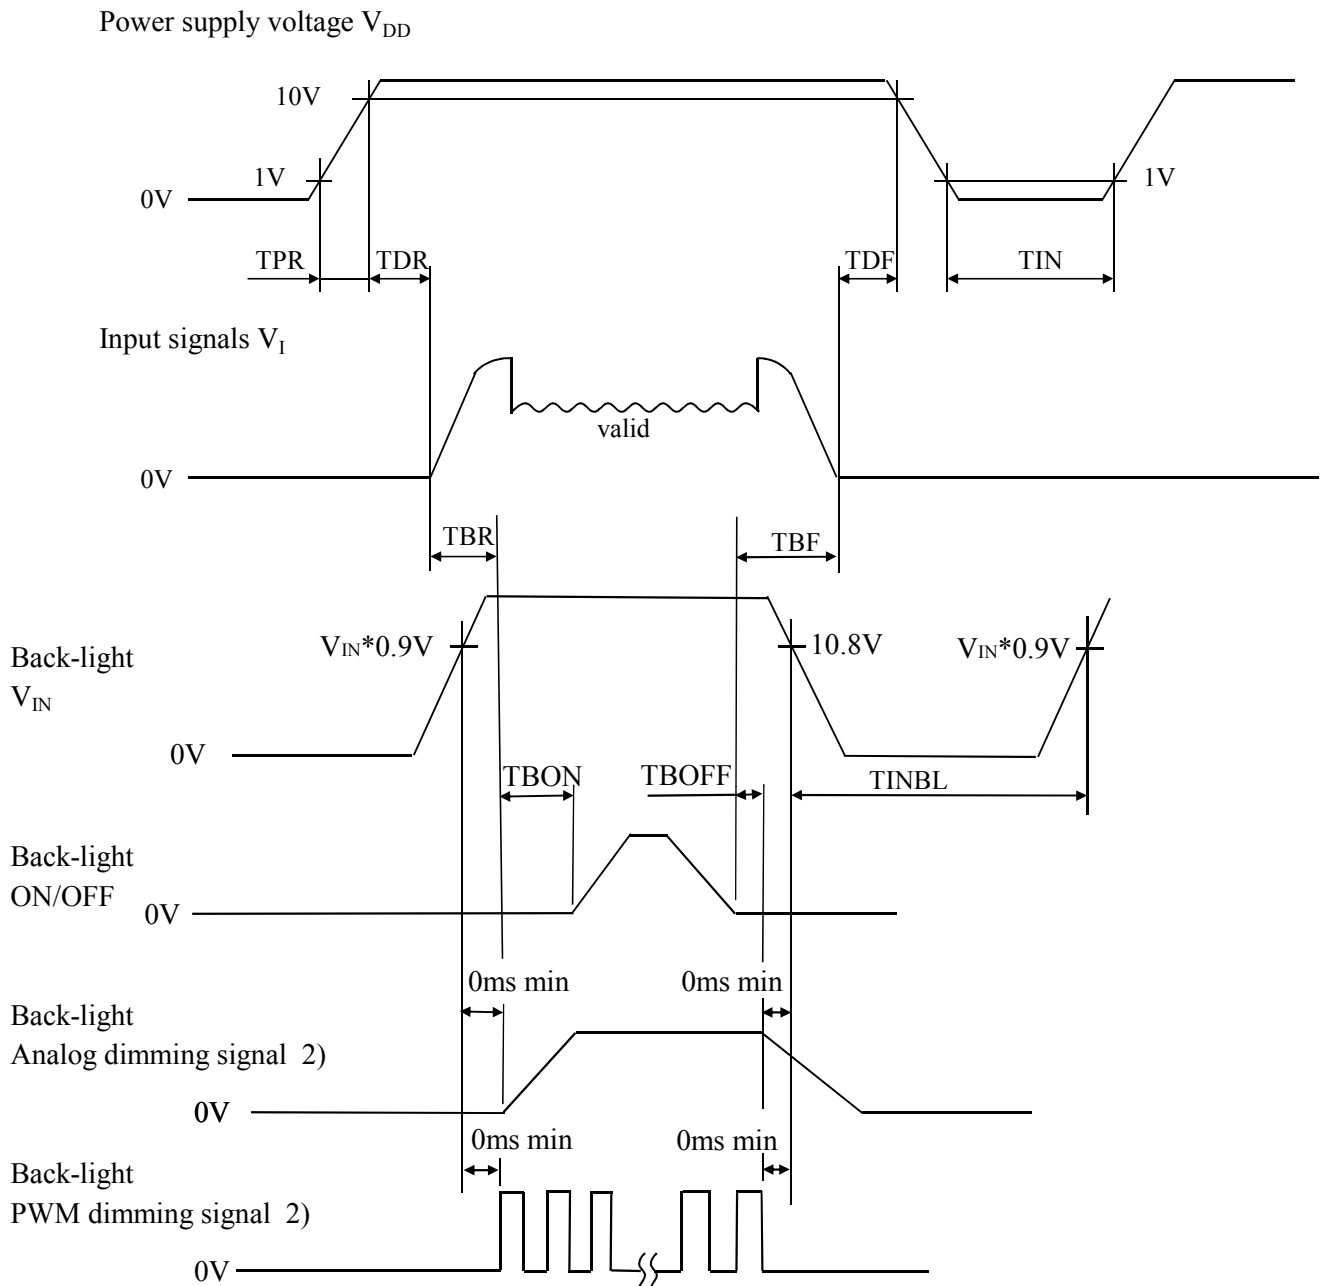 Power supply voltage VDD
10V
1V
0V
1V
TPR
TDR
TDF
TIN
Input signals VI
valid
0V
TBR
TBF
VIN*0.9V
10.8V
VIN*0.9V
Back-light
VIN
0V
TBON
TBOFF
TINBL
Back-light
ON/OFF
0V
0ms min
0ms min
Back-light
Analog dimming signal 2)
0V
0ms min
0ms min
Back-light
PWM dimming signal 2)
0V